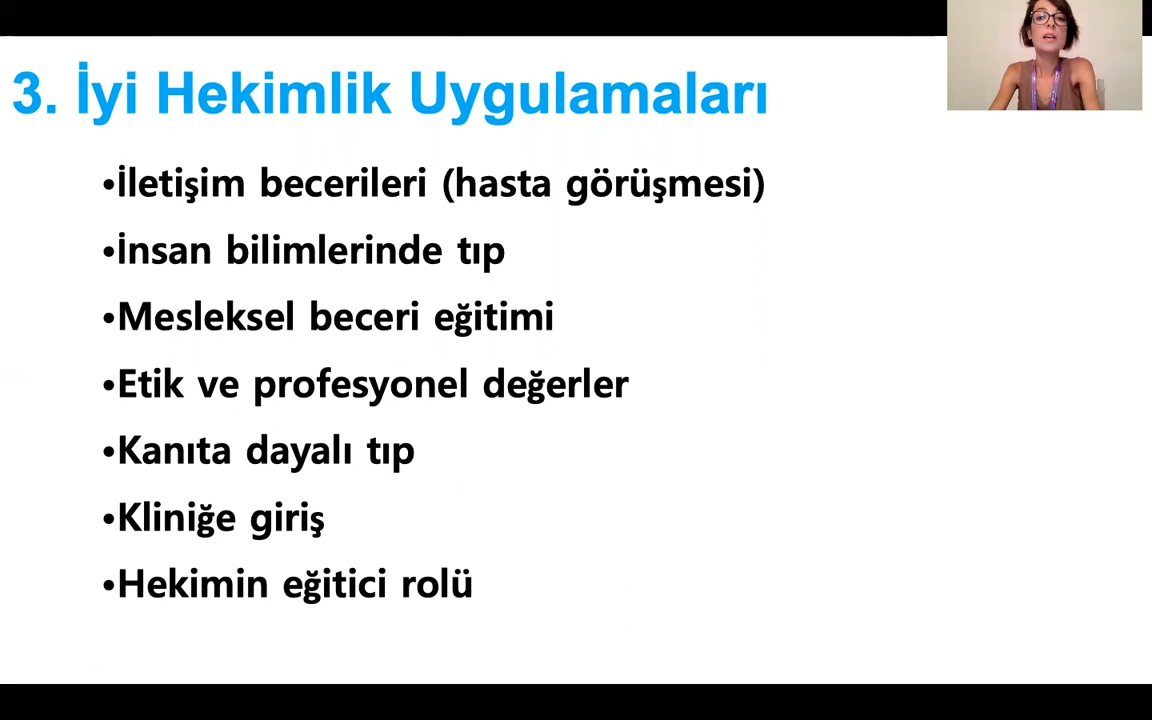 3. İyi Hekimlik Uygulamaları
•İletişim becerileri (hasta görüşmesi)
•İnsan bilimlerinde tıp
•Mesleksel beceri eğitimi
•Etik ve profesyonel değerler
•Kanıta dayalı tıp
•Kliniğe giriş
•Hekimin eğitici rolü